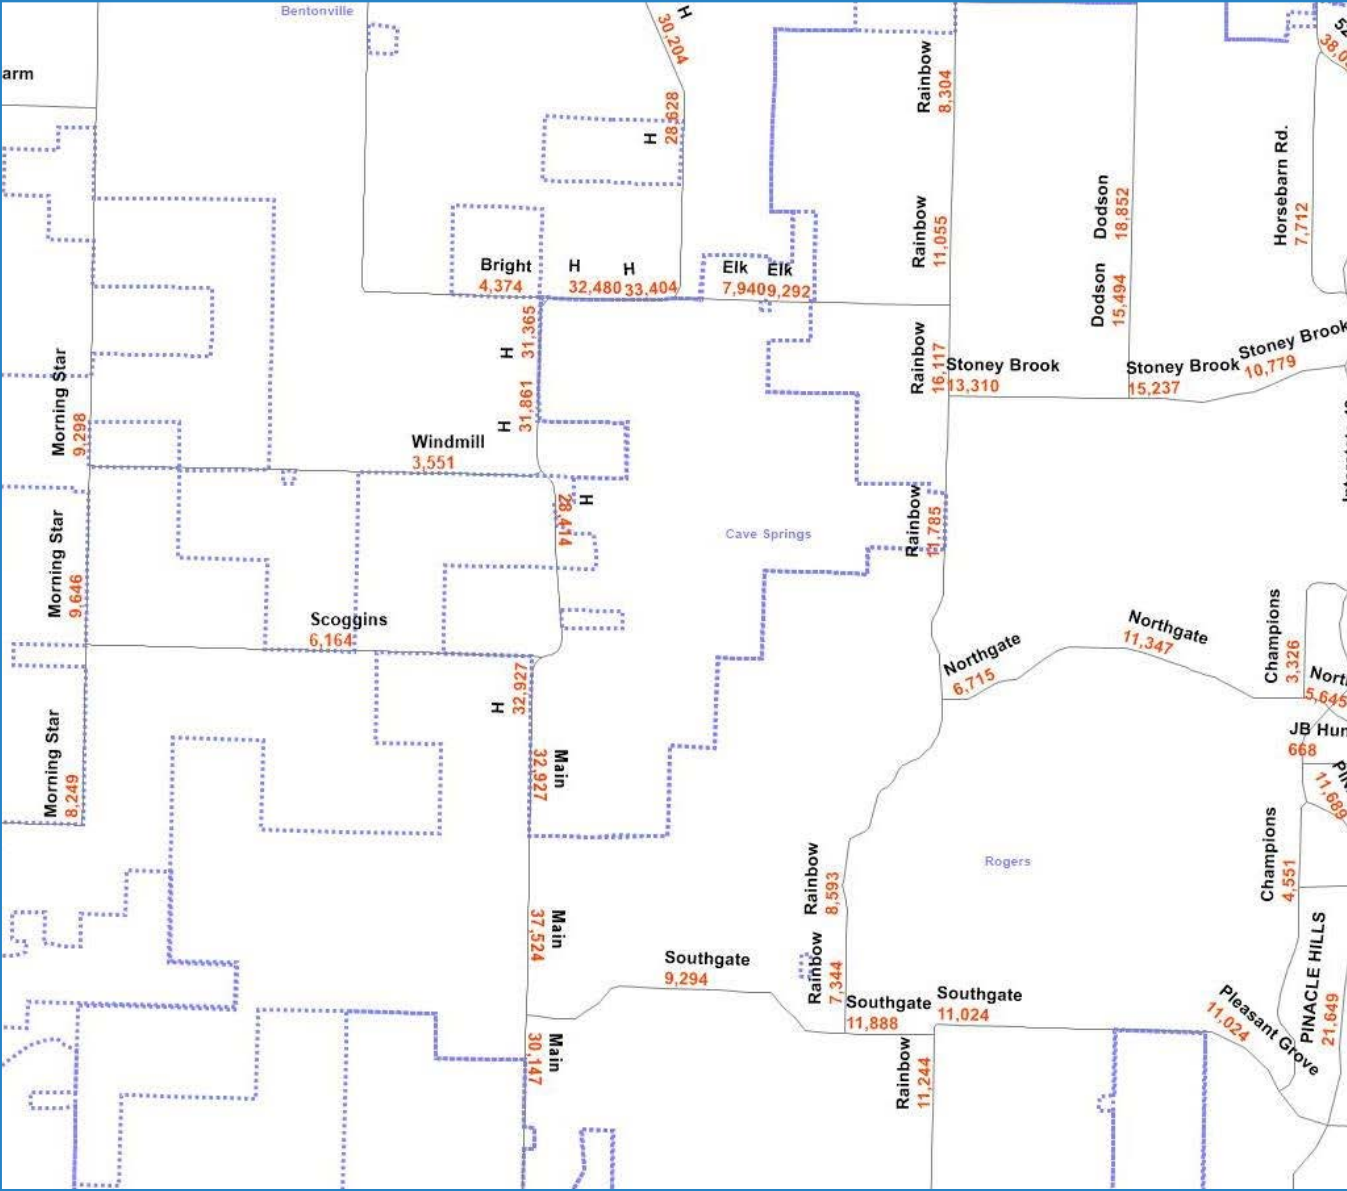 Bentonville
H
30,204
52
arm
Rainbow
8,304
28,628
H
Horsebarn Rd.
7,712
Dodson
18,852
Rainbow
11,055
Bright
4,374
H
32,480
H
33,404
Elk
7,940
Elk
9,292
Dodson
15,494
31,365
H
Rainbow
16,117
Stoney Brook
13,310
Stoney Brook
15,237
Stoney Brook
10,779
Morning Star
9,298
31,861
H
Windmill
3,551
28,414
H
Cave Springs
Rainbow
11,785
Morning Star
9,646
Scoggins
6,164
Northgate
6,715
Northgate
11,347
Champions
3,326
Nort
5,645
32,927
H
JB Hun
668
Morning Star
8,249
Main
32,927
11,689
Rogers
Rainbow
8,593
Champions
4,551
Main
37,524
Southgate
9,294
Rainbow
7,344
Southgate
11,888
Southgate
11,024
Pleasant Grove
11,024
PINACLE HILLS
21,649
Main
30,147
Rainbow
11,244